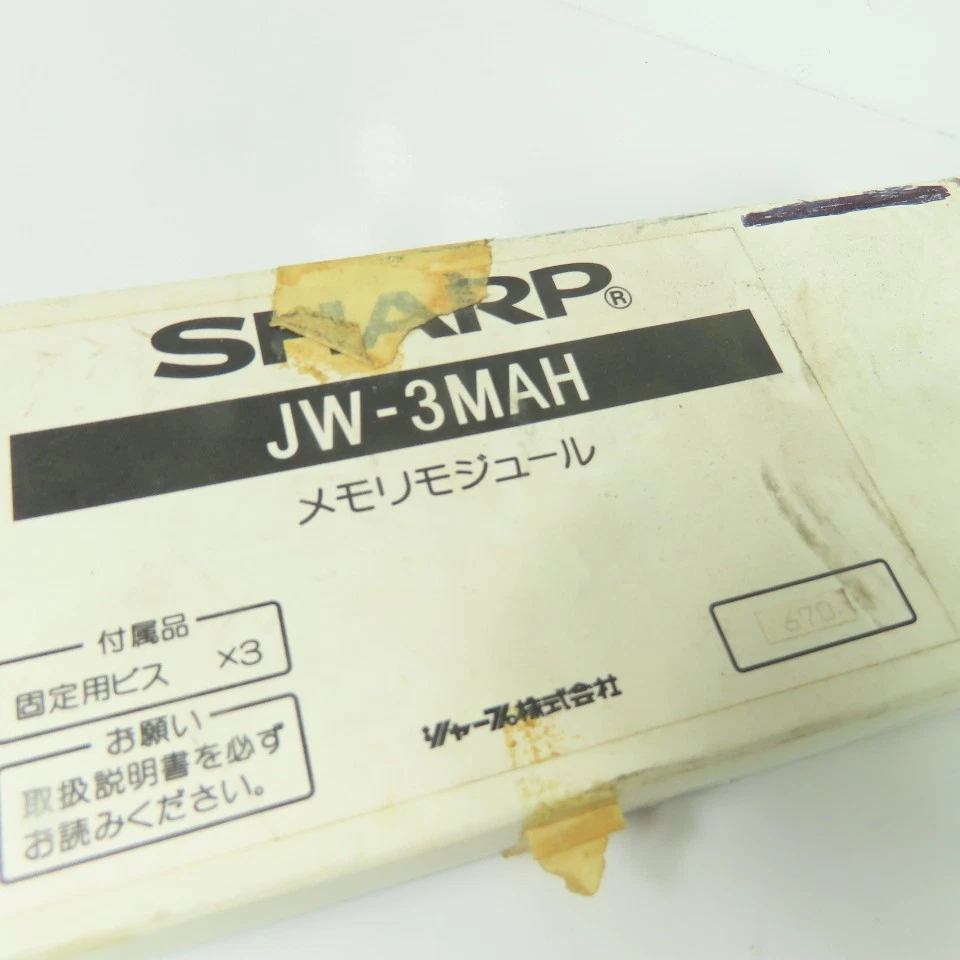 SHARP®
JW-3MAH
メモリモジュール
付属品
固定用ビス ×3
お願い
取扱説明書を必ず
お読みください。
シャープ株式会社